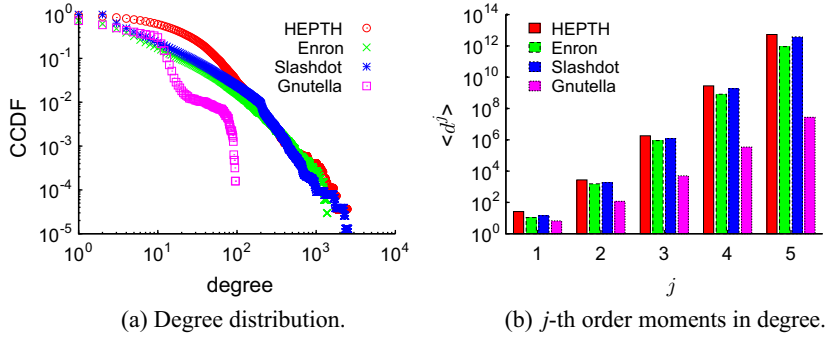 CCDF
10^0
10^-1
10^-2
10^-3
10^-4
10^-5
10^0 10^1 10^2 10^3 10^4
degree
HEPTH
Enron
Slashdot
Gnutella
(a) Degree distribution.
<d^j>
10^14
10^12
10^10
10^8
10^6
10^4
10^2
10^0
1 2 3 4 5
j
HEPTH
Enron
Slashdot
Gnutella
(b) j-th order moments in degree.